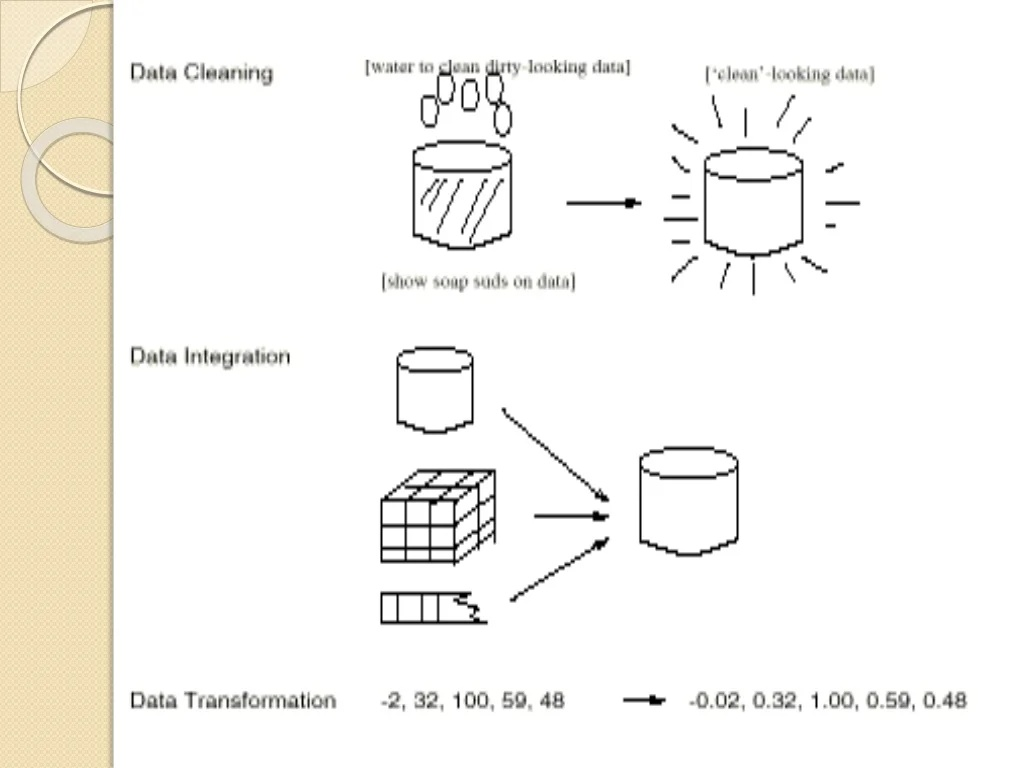 Data Cleaning
[water to clean dirty-looking data]
['clean'-looking data]
[show soap suds on data]
Data Integration
Data Transformation -2, 32, 100, 59, 48 -0.02, 0.32, 1.00, 0.59, 0.48